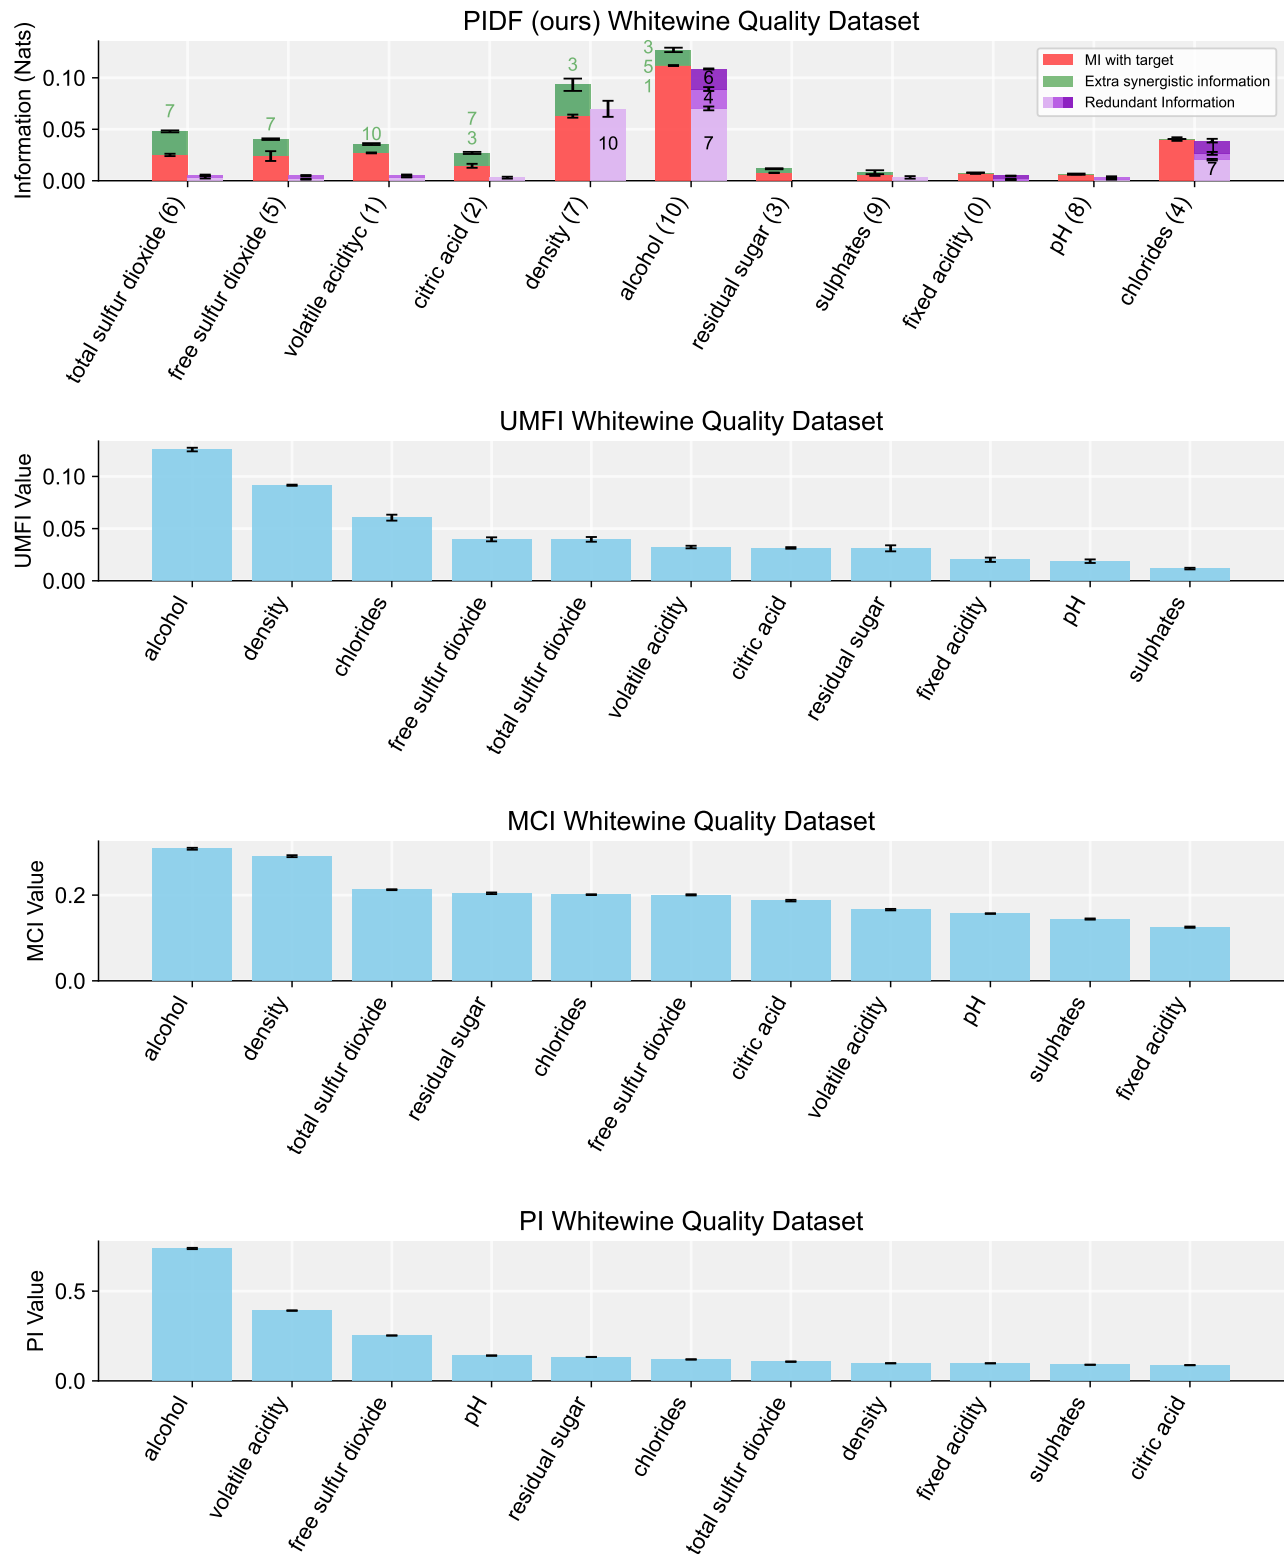 PIDF (ours) Whitewine Quality Dataset
Information (Nats)
0.10
0.05
0.00
7
7
10
7
3
3
10
3
5
1
6
4
7
7
MI with target
Extra synergistic information
Redundant Information
total sulfur dioxide (6)
free sulfur dioxide (5)
volatile acidityc (1)
citric acid (2)
density (7)
alcohol (10)
residual sugar (3)
sulphates (9)
fixed acidity (0)
pH (8)
chlorides (4)
UMFI Whitewine Quality Dataset
UMFI Value
0.10
0.05
0.00
alcohol
density
chlorides
free sulfur dioxide
total sulfur dioxide
volatile acidity
citric acid
residual sugar
fixed acidity
pH
sulphates
MCI Whitewine Quality Dataset
MCI Value
0.2
0.0
alcohol
density
total sulfur dioxide
residual sugar
chlorides
free sulfur dioxide
citric acid
volatile acidity
pH
sulphates
fixed acidity
PI Whitewine Quality Dataset
PI Value
0.5
0.0
alcohol
volatile acidity
free sulfur dioxide
pH
residual sugar
chlorides
total sulfur dioxide
density
fixed acidity
sulphates
citric acid